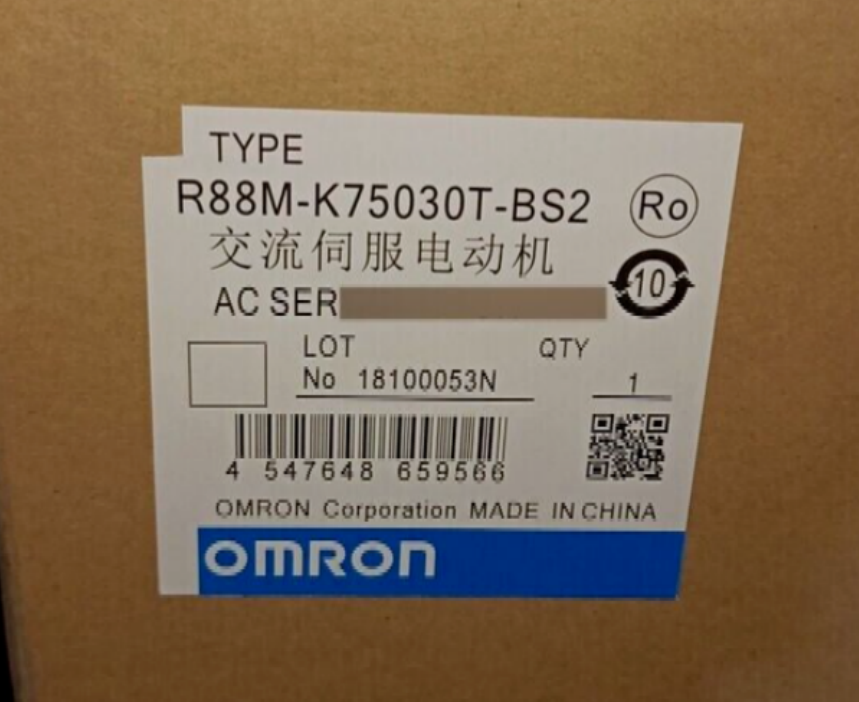 TYPE
R88M-K75030T-BS2
Ro
交流伺服电动机
AC SER
10
LOT
QTY
No 18100053N
1
4 547648 659566
OMRON Corporation MADE IN CHINA
OMRON